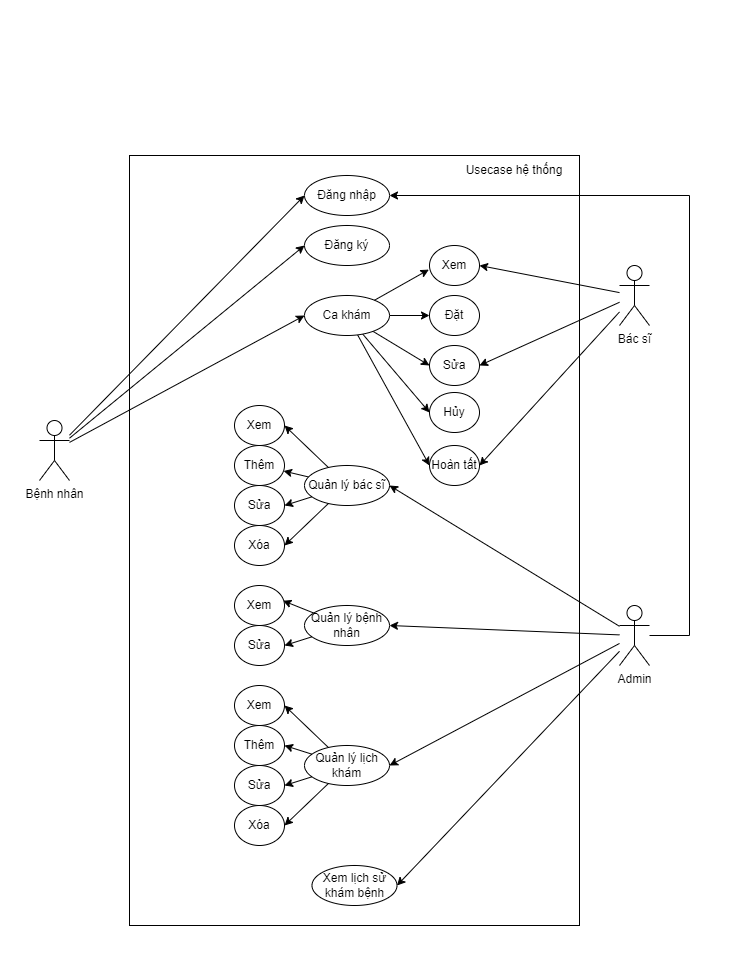 Usecase hệ thống
Đăng nhập
Đăng ký
Xem
Ca khám
Đặt
Bác sĩ
Sửa
Hủy
Xem
Hoàn tất
Thêm
Quản lý bác sĩ
Bệnh nhân
Sửa
Xóa
Xem
Quản lý bệnh
nhân
Sửa
Admin
Xem
Thêm
Quản lý lịch
khám
Sửa
Xóa
Xem lịch sử
khám bệnh